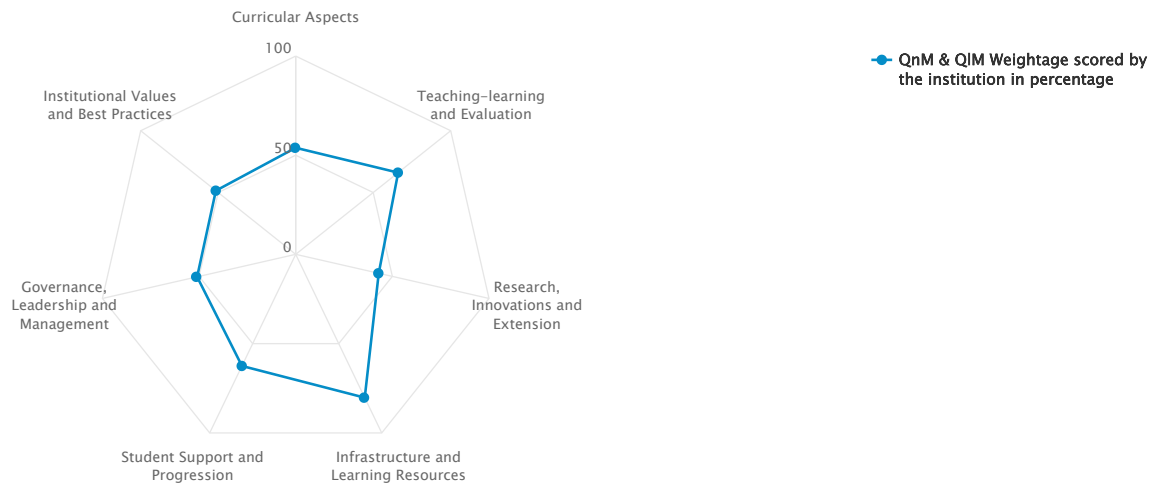 Curricular Aspects
100
QnM & QlM Weightage scored by
the institution in percentage
Institutional Values
and Best Practices
Teaching-learning
and Evaluation
50
0
Governance,
Leadership and
Management
Research,
Innovations and
Extension
Student Support and
Progression
Infrastructure and
Learning Resources